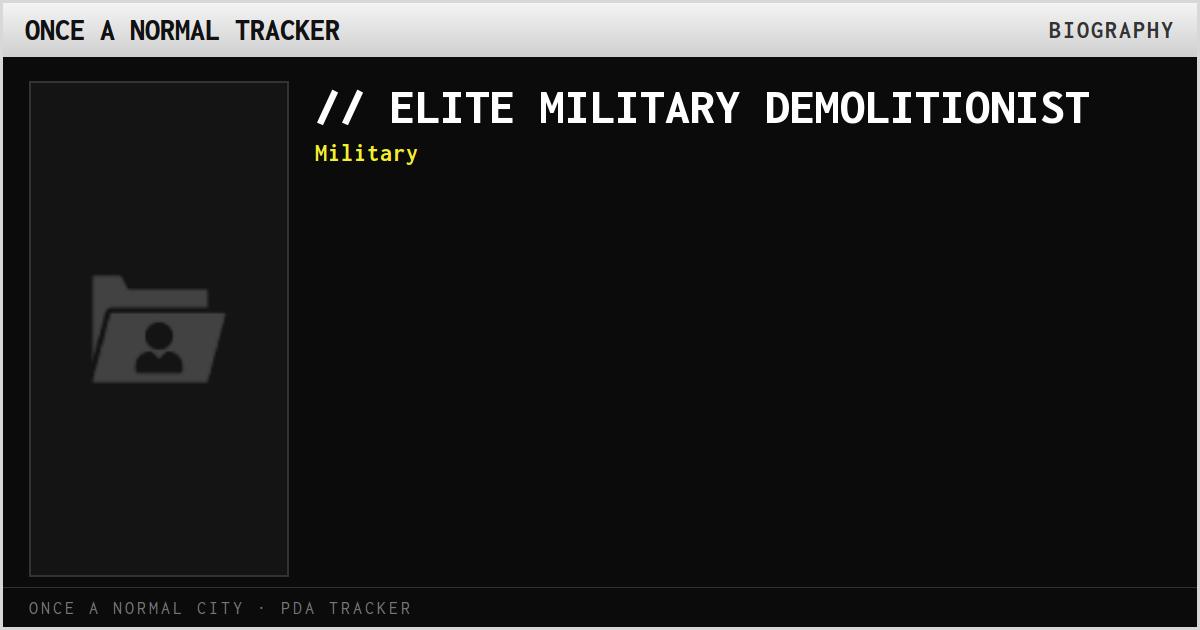 ONCE A NORMAL TRACKER
BIOGRAPHY
// ELITE MILITARY DEMOLITIONIST
Military
ONCE A NORMAL CITY · PDA TRACKER